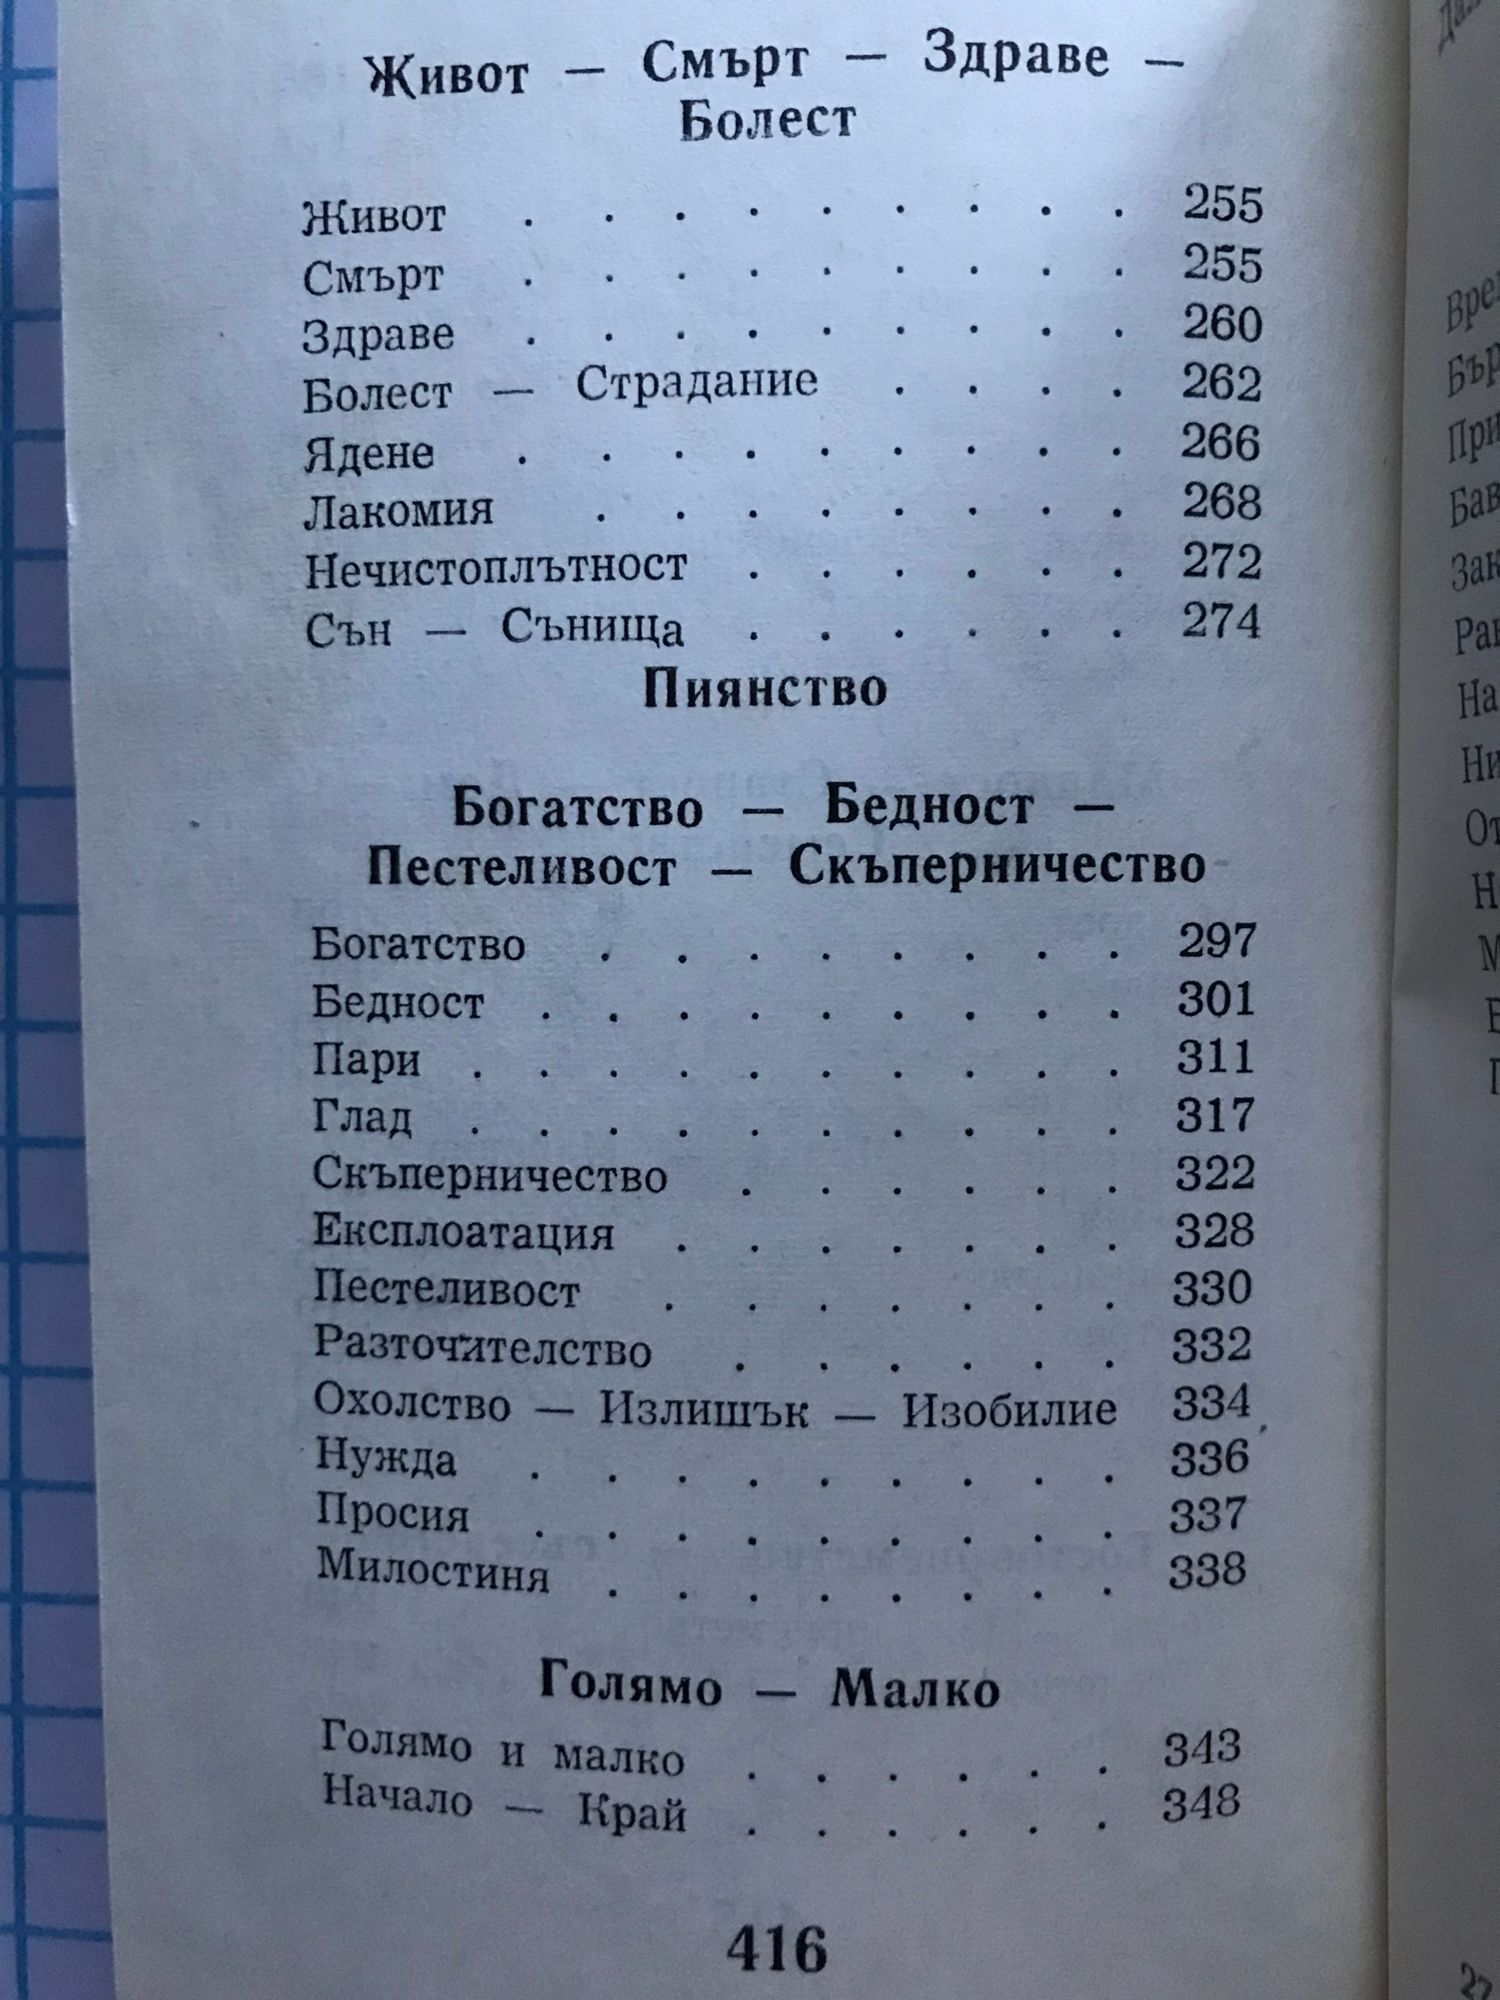 Живот — Смърт — Здраве —
Болест
Живот . . . . . . . . . 255
Смърт . . . . . . . . . 255
Здраве . . . . . . . . . 260
Болест — Страдание . . . . 262
Ядене . . . . . . . . . 266
Лакомия . . . . . . . . 268
Нечистоплътност . . . . . . 272
Сън — Сънища . . . . . . 274
Пиянство
Богатство — Бедност —
Пестеливост — Скъперничество
Богатство . . . . . . . . 297
Бедност . . . . . . . . . 301
Пари . . . . . . . . . . 311
Глад . . . . . . . . . . 317
Скъперничество . . . . . . 322
Експлоатация . . . . . . . 328
Пестеливост . . . . . . . 330
Разточителство . . . . . . 332
Охолство — Излишък — Изобилие 334
Нужда . . . . . . . . . 336
Просия . . . . . . . . . 337
Милостиня . . . . . . . . 338
Голямо — Малко
Голямо и малко . . . . . . 343
Начало — Край . . . . . . 348
416